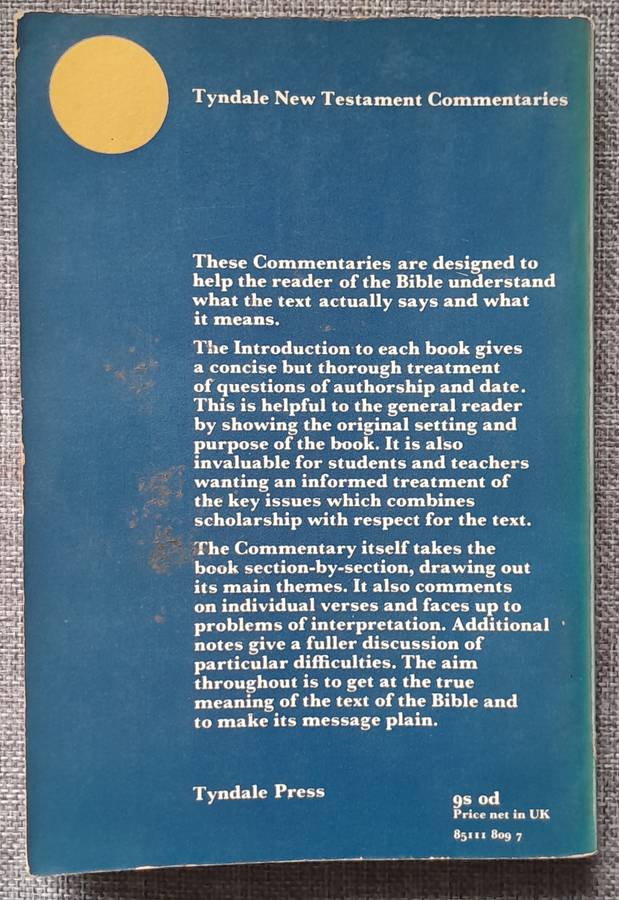 Tyndale New Testament Commentaries
These Commentaries are designed to
help the reader of the Bible understand
what the text actually says and what
it means.
The Introduction to each book gives
a concise but thorough treatment
of questions of authorship and date.
This is helpful to the general reader
by showing the original setting and
purpose of the book. It is also
invaluable for students and teachers
wanting an informed treatment of
the key issues which combines
scholarship with respect for the text.
The Commentary itself takes the
book section-by-section, drawing out
its main themes. It also comments
on individual verses and faces up to
problems of interpretation. Additional
notes give a fuller discussion of
particular difficulties. The aim
throughout is to get at the true
meaning of the text of the Bible and
to make its message plain.
Tyndale Press
9s 0d
Price net in UK
85111 809 7